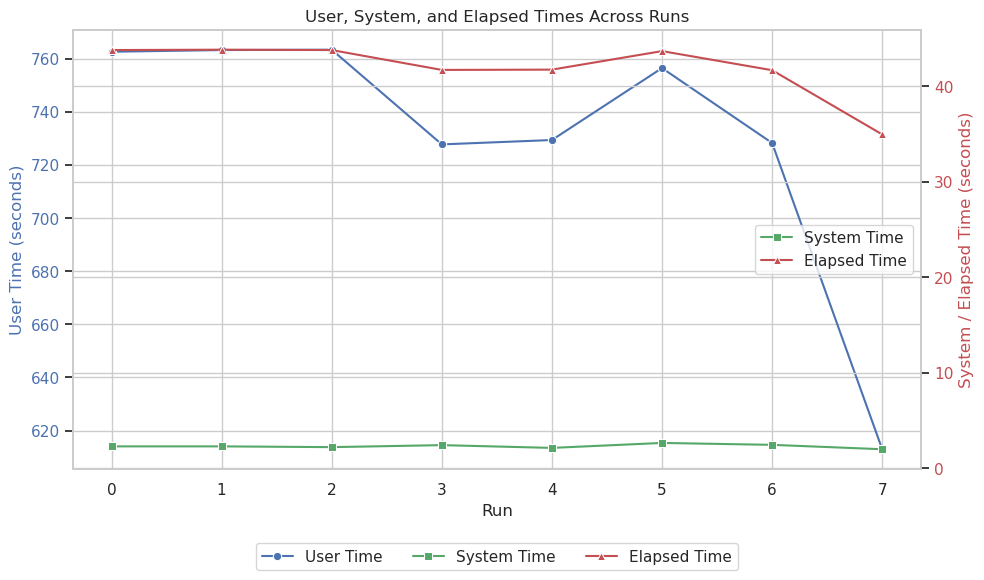 User, System, and Elapsed Times Across Runs
User Time (seconds)
760
740
720
700
680
660
640
620
40
30
20
10
0
System / Elapsed Time (seconds)
System Time
Elapsed Time
0 1 2 3 4 5 6 7
Run
User Time System Time Elapsed Time